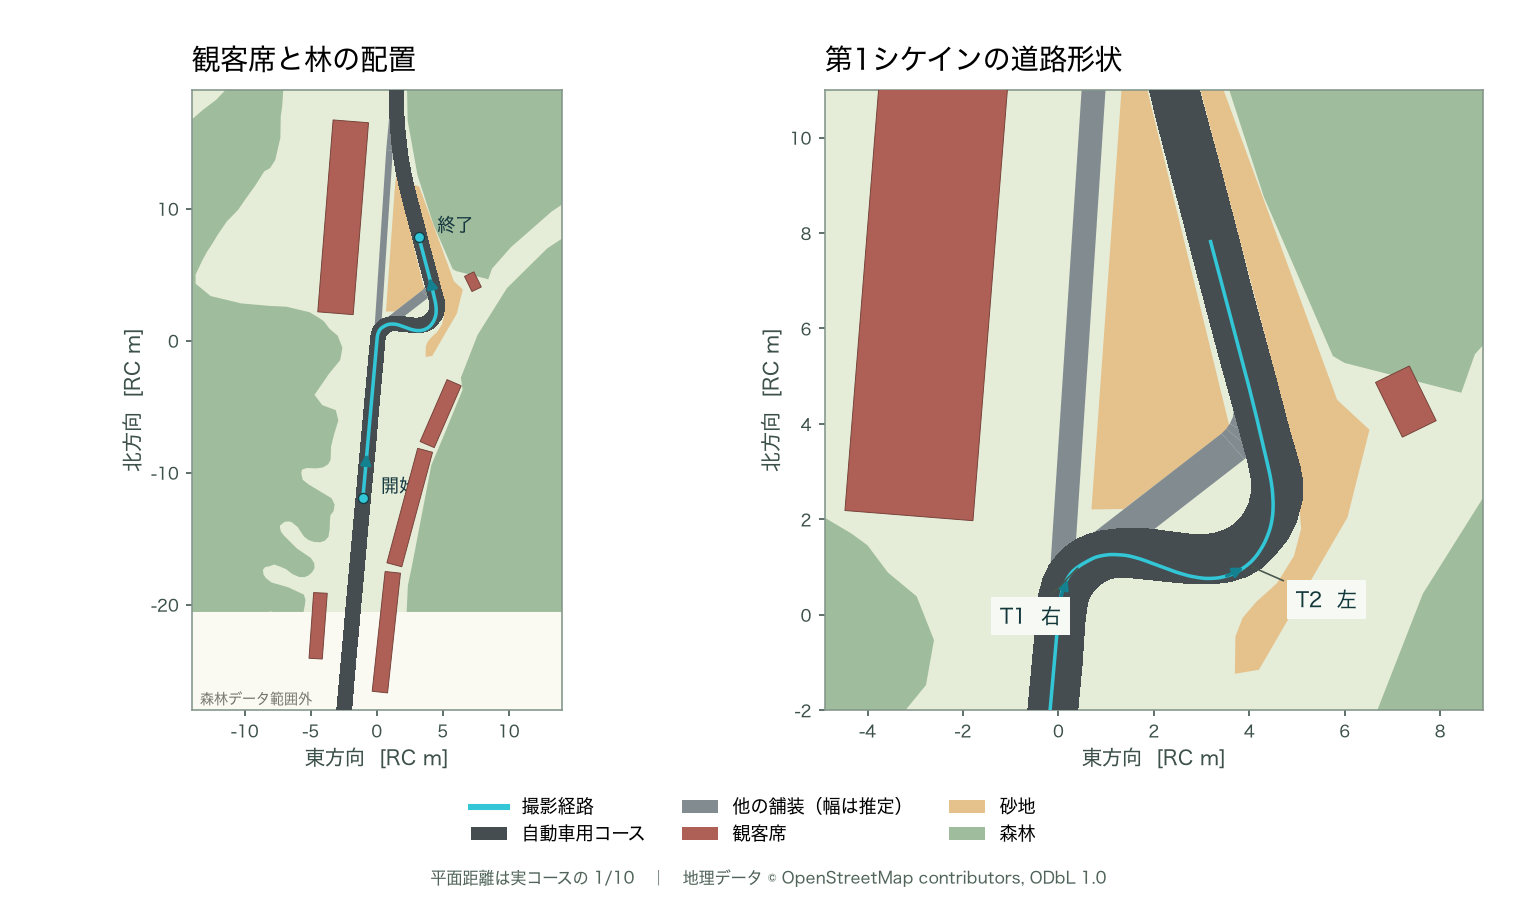 観客席と林の配置
第1シケインの道路形状
10
0
-10
-20
北方向 [RC m]
終了
開始
森林データ範囲外
-10 -5 0 5 10
東方向 [RC m]
10
8
6
4
2
0
-2
北方向 [RC m]
T1 右
T2 左
-4 -2 0 2 4 6 8
東方向 [RC m]
撮影経路
他の舗装（幅は推定）
砂地
自動車用コース
観客席
森林
平面距離は実コースの 1/10 ｜ 地理データ © OpenStreetMap contributors, ODbL 1.0